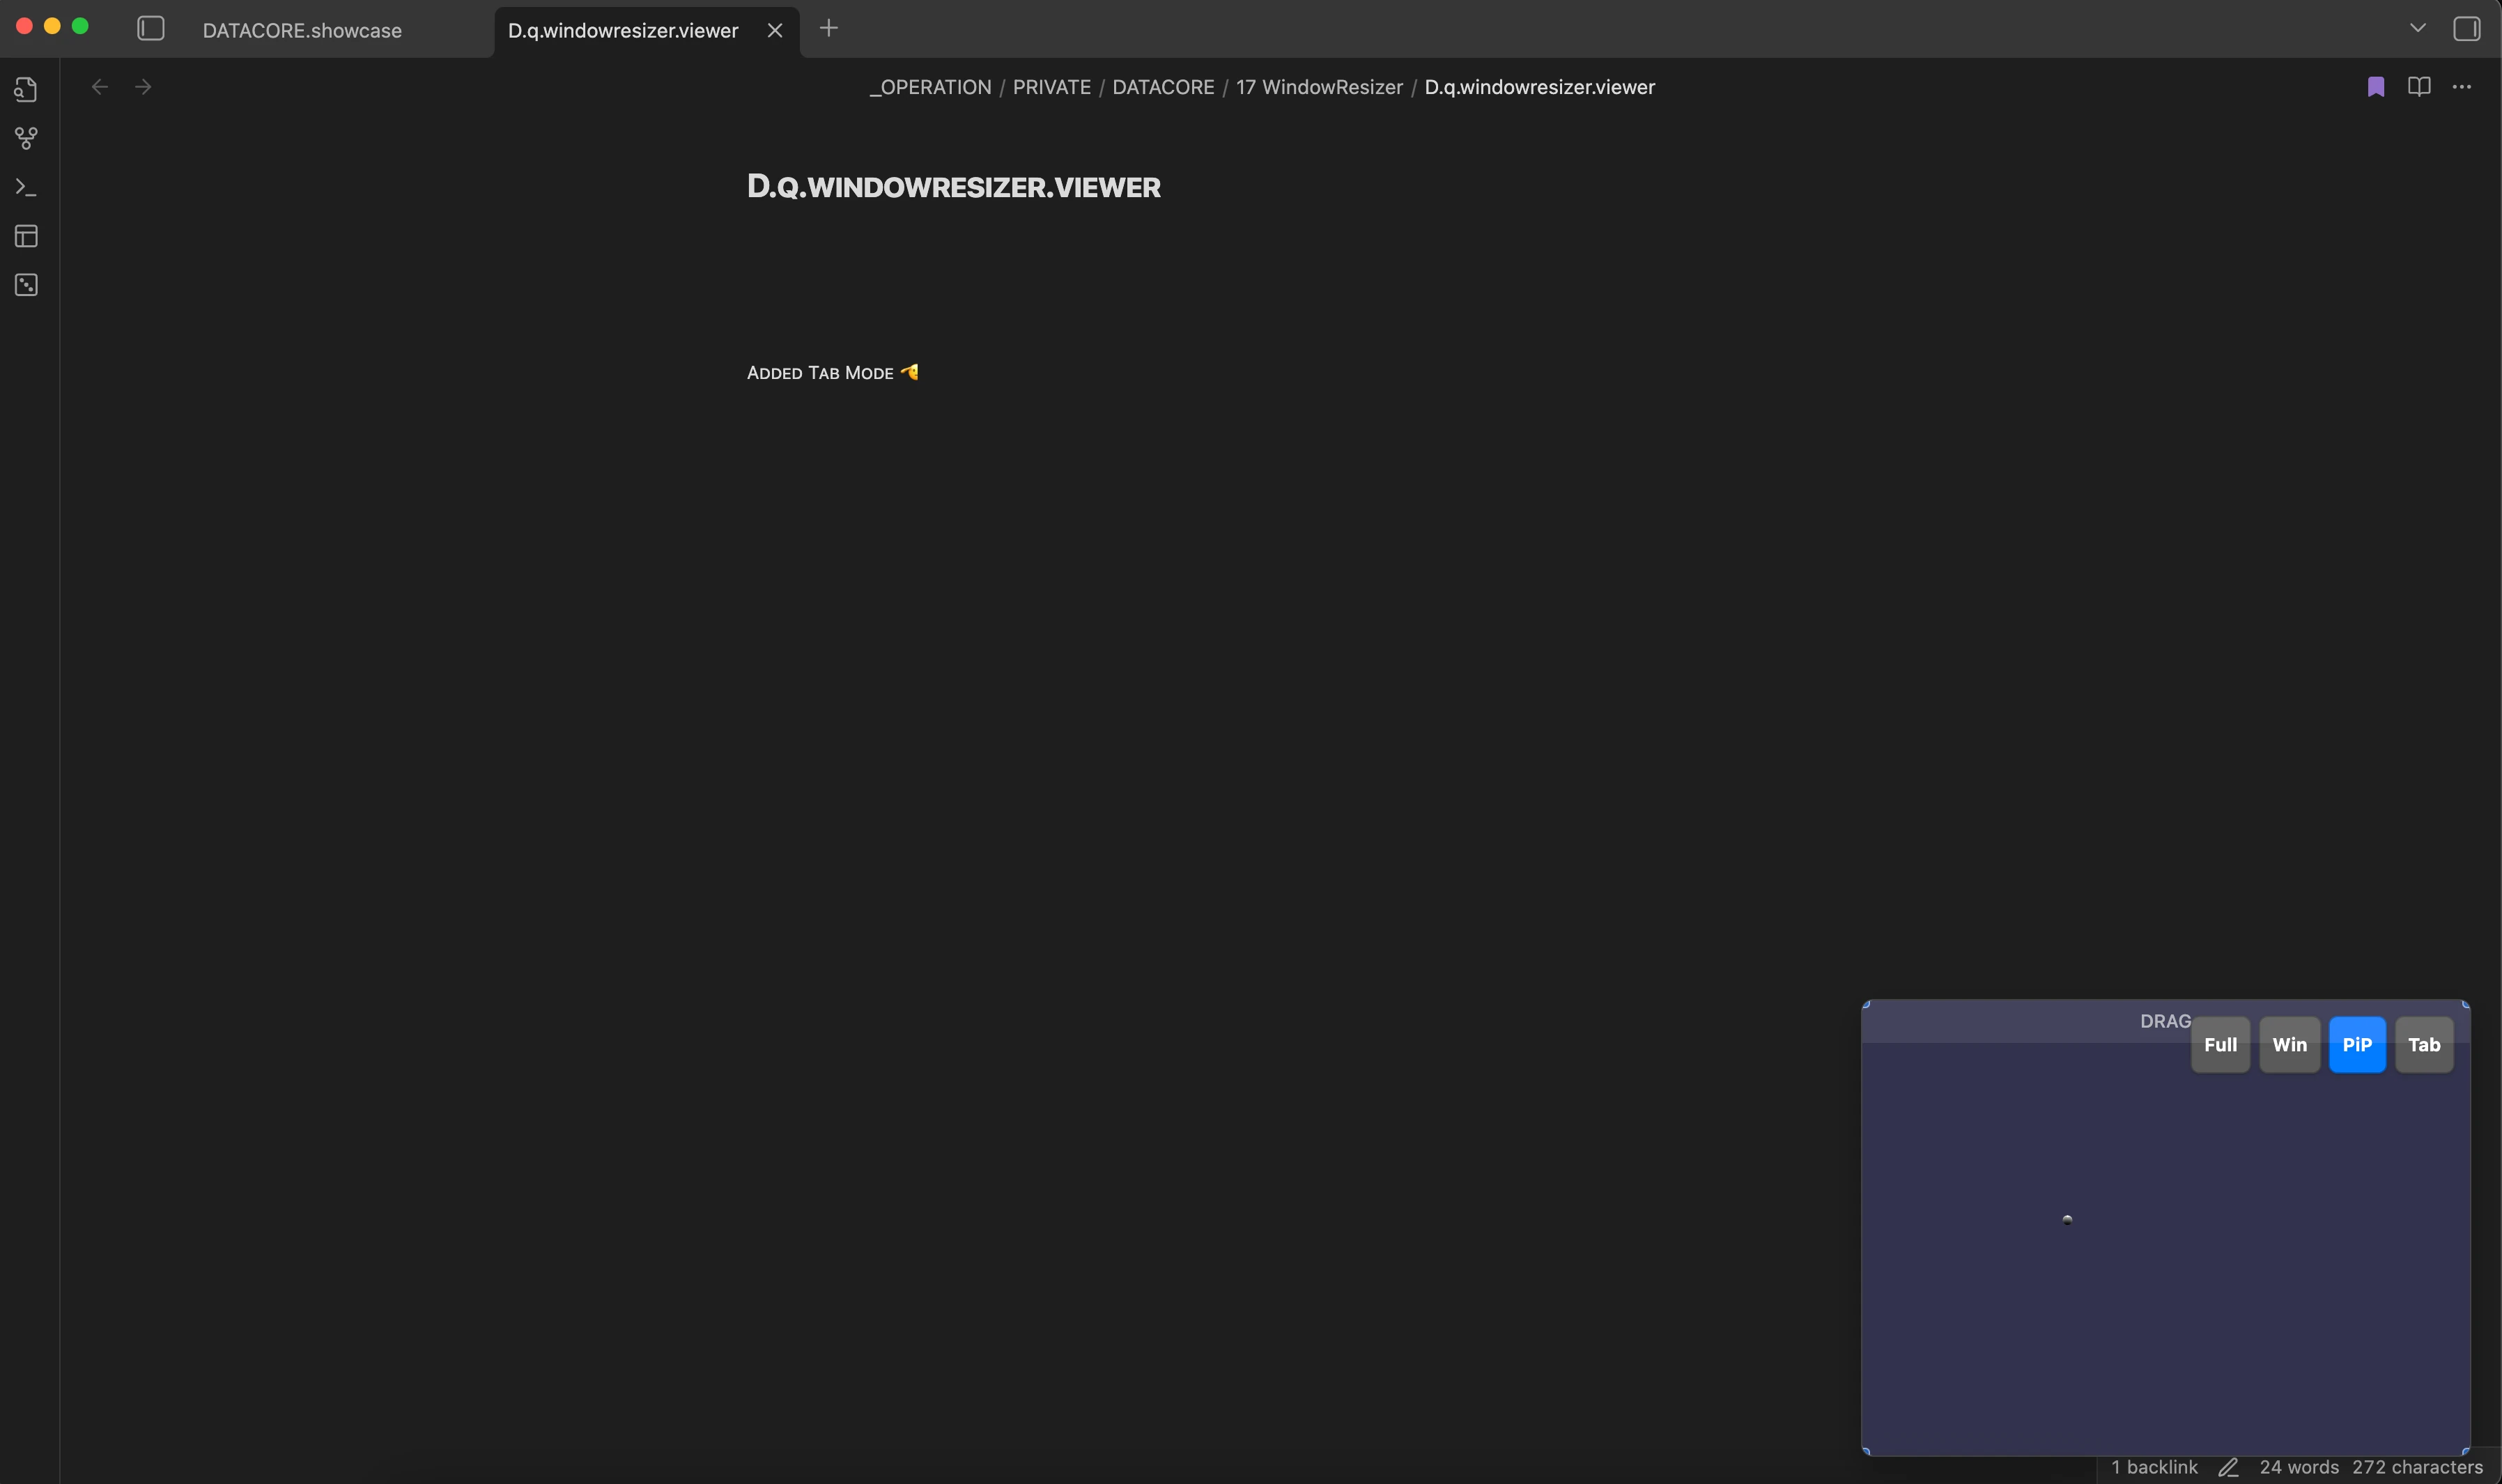 DATACORE.showcase
D.q.windowresizer.viewer
_OPERATION / PRIVATE / DATACORE / 17 WindowResizer / D.q.windowresizer.viewer
D.Q.WINDOWRESIZER.VIEWER
ADDED TAB MODE
DRAG
Full
Win
PiP
Tab
1 backlink
24 words
272 characters